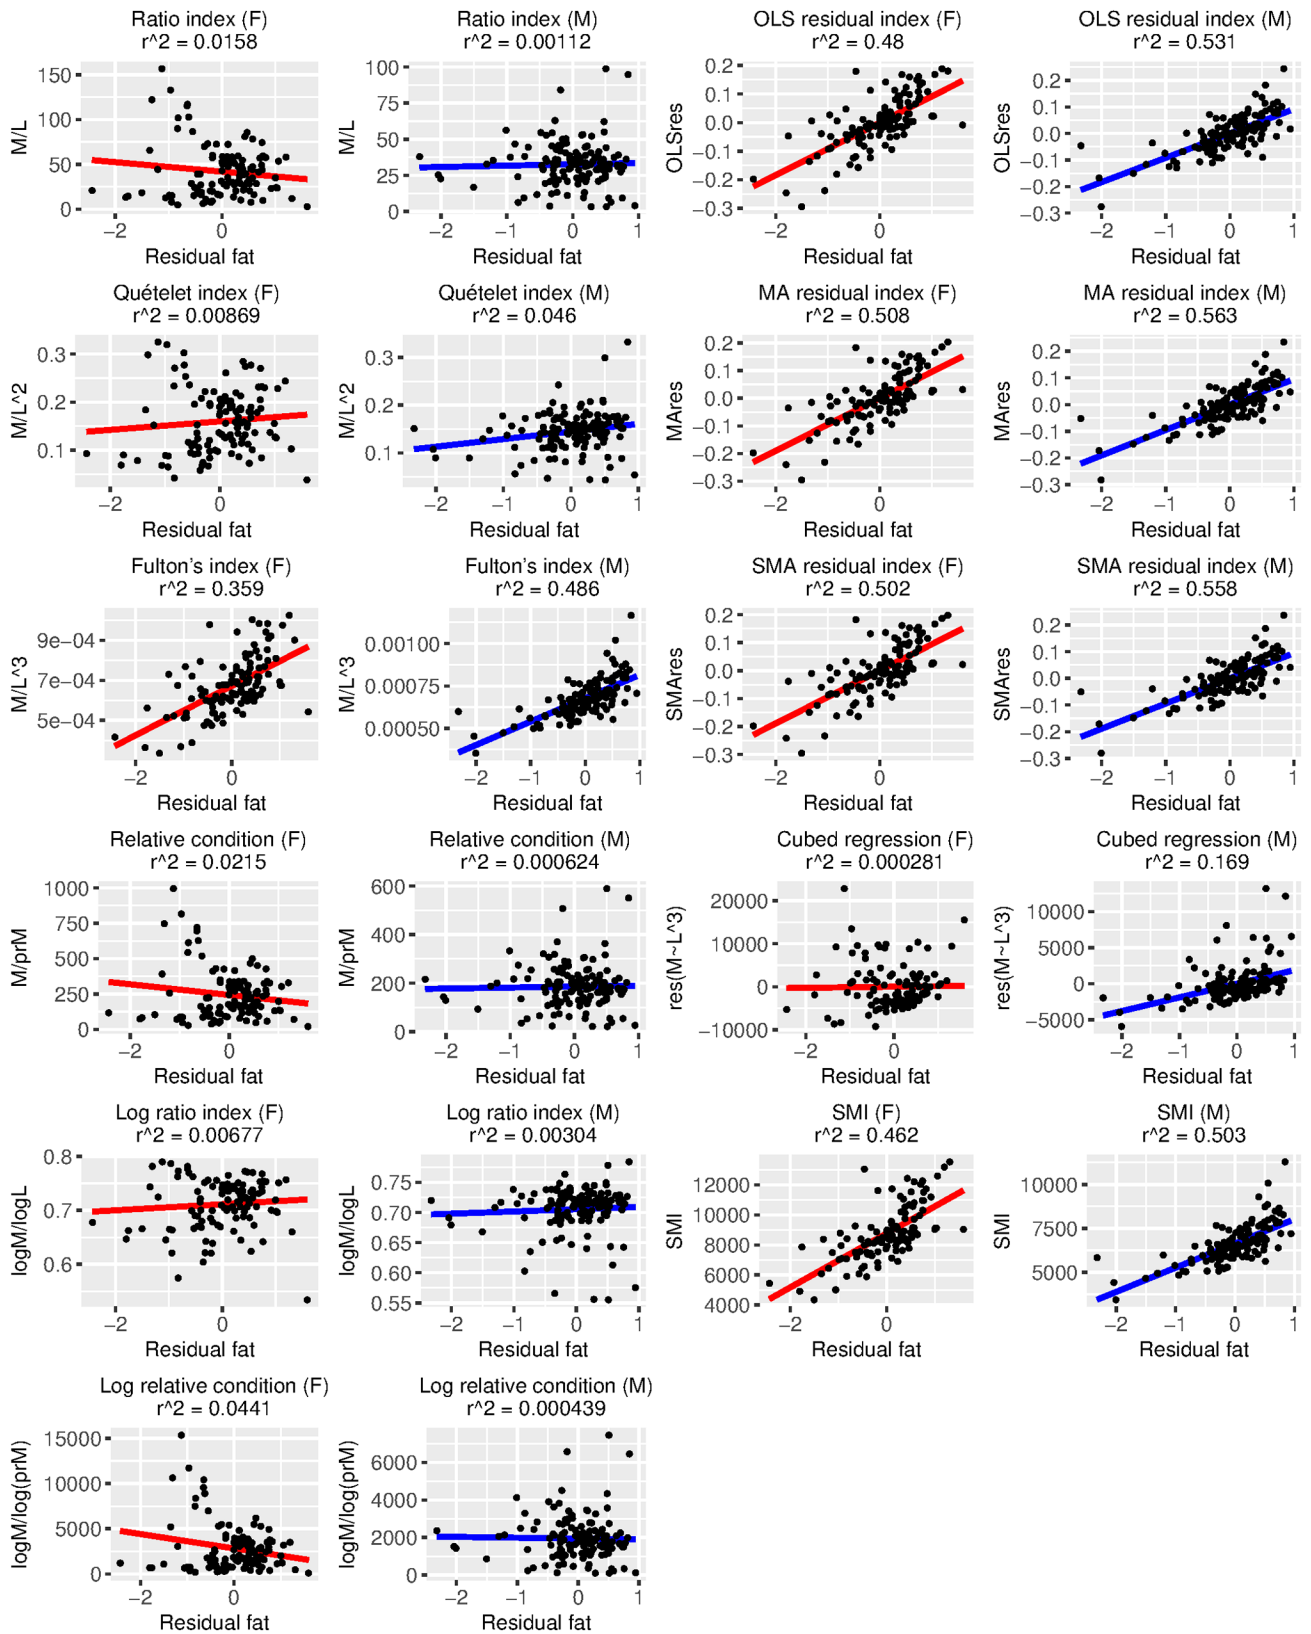 Ratio index (F)
r^2 = 0.0158
150
100
50
0
M/L
−2
0
Residual fat
Ratio index (M)
r^2 = 0.00112
100
75
50
25
0
M/L
−2
−1
0
1
Residual fat
OLS residual index (F)
r^2 = 0.48
0.2
0.1
0.0
−0.1
−0.2
−0.3
OLSres
−2
0
Residual fat
OLS residual index (M)
r^2 = 0.531
0.2
0.1
0.0
−0.1
−0.2
−0.3
OLSres
−2
−1
0
1
Residual fat
Quételet index (F)
r^2 = 0.00869
0.3
0.2
0.1
M/L^2
−2
0
Residual fat
Quételet index (M)
r^2 = 0.046
0.3
0.2
0.1
M/L^2
−2
−1
0
1
Residual fat
MA residual index (F)
r^2 = 0.508
0.2
0.1
0.0
−0.1
−0.2
−0.3
MAres
−2
0
Residual fat
MA residual index (M)
r^2 = 0.563
0.2
0.1
0.0
−0.1
−0.2
−0.3
MAres
−2
−1
0
1
Residual fat
Fulton's index (F)
r^2 = 0.359
9e−04
7e−04
5e−04
M/L^3
−2
0
Residual fat
Fulton's index (M)
r^2 = 0.486
0.00100
0.00075
0.00050
M/L^3
−2
−1
0
1
Residual fat
SMA residual index (F)
r^2 = 0.502
0.2
0.1
0.0
−0.1
−0.2
−0.3
SMAres
−2
0
Residual fat
SMA residual index (M)
r^2 = 0.558
0.2
0.1
0.0
−0.1
−0.2
−0.3
SMAres
−2
−1
0
1
Residual fat
Relative condition (F)
r^2 = 0.0215
1000
750
500
250
0
M/prM
−2
0
Residual fat
Relative condition (M)
r^2 = 0.000624
600
400
200
0
M/prM
−2
−1
0
1
Residual fat
Cubed regression (F)
r^2 = 0.000281
20000
10000
0
−10000
res(M~L^3)
−2
0
Residual fat
Cubed regression (M)
r^2 = 0.169
10000
5000
0
−5000
res(M~L^3)
−2
−1
0
1
Residual fat
Log ratio index (F)
r^2 = 0.00677
0.8
0.7
0.6
logM/logL
−2
0
Residual fat
Log ratio index (M)
r^2 = 0.00304
0.75
0.70
0.65
0.60
0.55
logM/logL
−2
−1
0
1
Residual fat
SMI (F)
r^2 = 0.462
12000
10000
8000
6000
4000
SMI
−2
0
Residual fat
SMI (M)
r^2 = 0.503
10000
7500
5000
SMI
−2
−1
0
1
Residual fat
Log relative condition (F)
r^2 = 0.0441
15000
10000
5000
0
logM/log(prM)
−2
0
Residual fat
Log relative condition (M)
r^2 = 0.000439
6000
4000
2000
0
logM/log(prM)
−2
−1
0
1
Residual fat